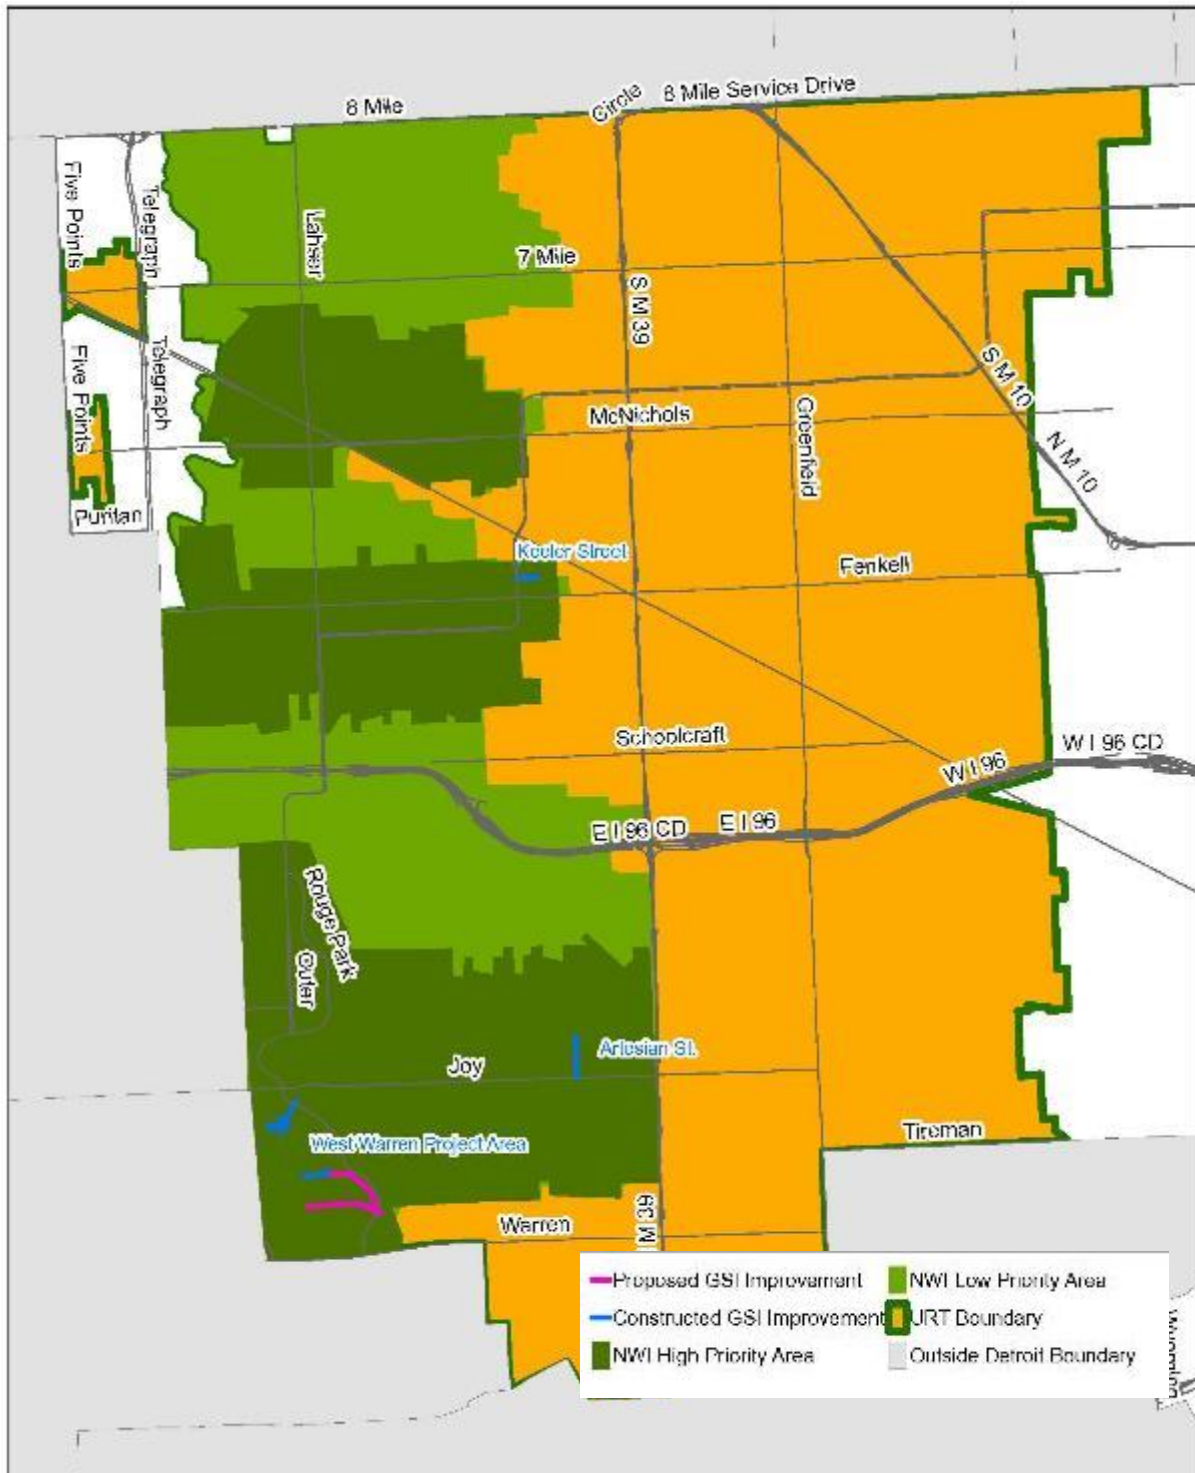 8 Mile
Circle
8 Mile Service Drive
Five Points
Telegraph
Lahser
7 Mile
S M 39
Five Points
Telegraph
S M 10
McNichols
Greenfield
N M 10
Puritan
Keeler Street
Fenkell
Schoolcraft
W I 96 CD
W I 96
E I 96 CD
E I 96
Rouge Park
Outer
Artesian St.
Joy
Tireman
West Warren Project Area
M 39
Warren
Proposed GSI Improvement
NWI Low Priority Area
Constructed GSI Improvement
URT Boundary
NWI High Priority Area
Outside Detroit Boundary